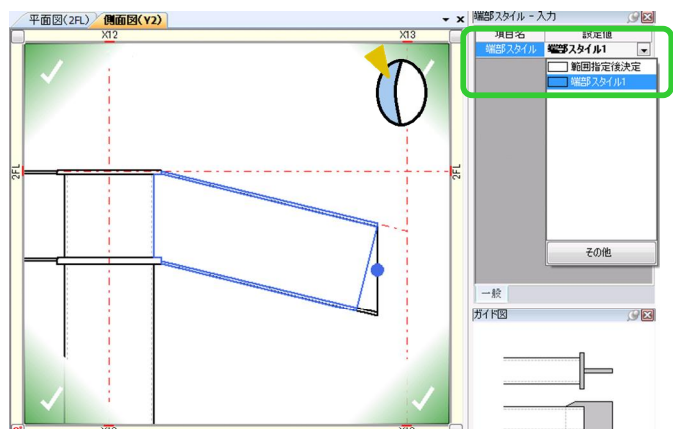 平面図(2FL)
側面図(Y2)
X12
X13
2FL
2FL
端部スタイル - 入力
項目名
設定値
端部スタイル
端部スタイル1
範囲指定後決定
端部スタイル1
その他
一般
ガイド図